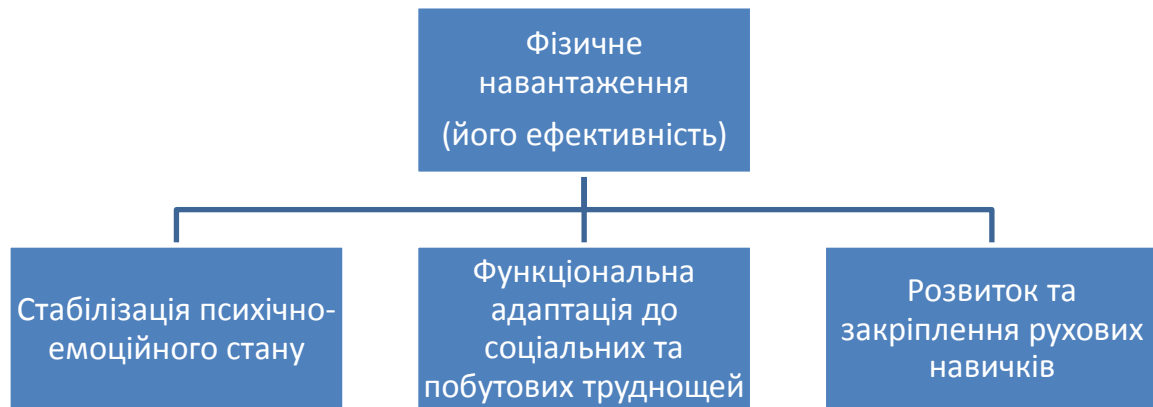 Фізичне
навантаження
(його ефективність)
Стабілізація психічно-
емоційного стану
Функціональна
адаптація до
соціальних та
побутових труднощей
Розвиток та
закріплення рухових
навичків